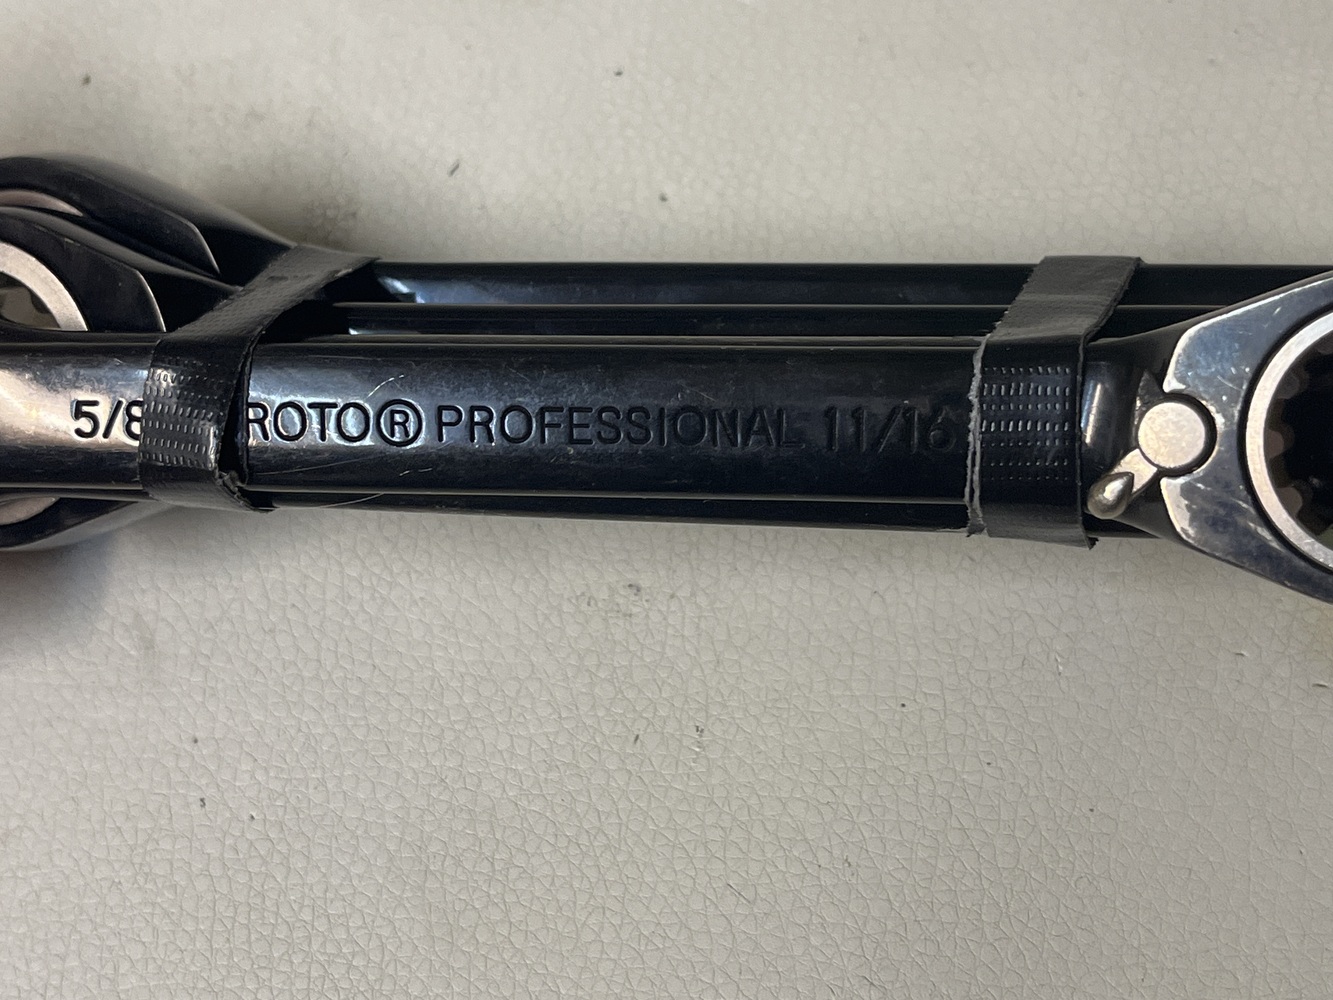 5/8 ROTO® PROFESSIONAL 11/16